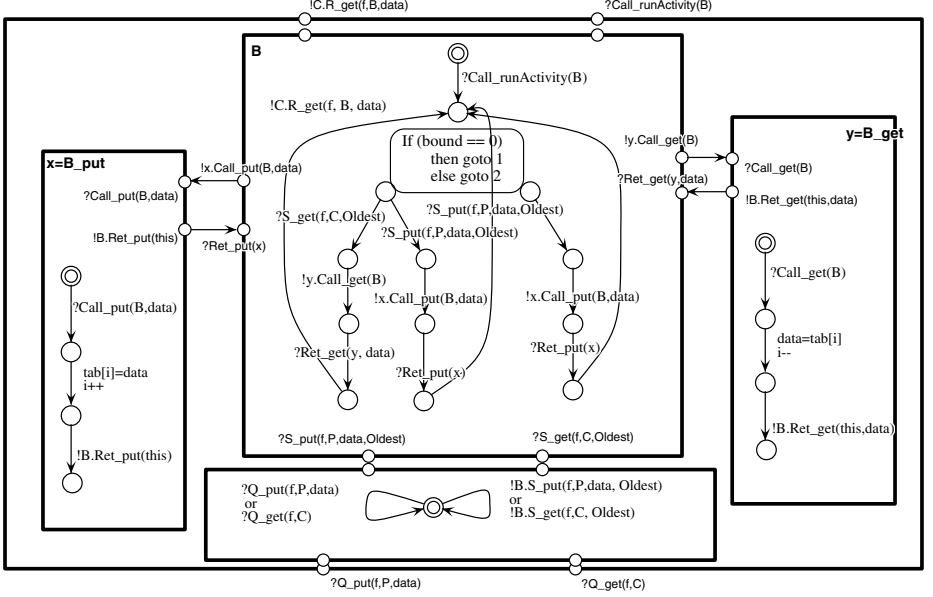 !C.R_get(f,B,data)
?Call_runActivity(B)
B
?Call_runActivity(B)
!C.R_get(f, B, data)
If (bound == 0)
then goto 1
else goto 2
y=B_get
!y.Call_get(B)
?Call_get(B)
?Ret_get(y,data)
!B.Ret_get(this,data)
x=B_put
!x.Call_put(B,data)
?Call_put(B,data)
!B.Ret_put(this)
?Ret_put(x)
?S_get(f,C,Oldest)
?S_put(f,P,data,Oldest)
?S_put(f,P,data,Oldest)
!y.Call_get(B)
!x.Call_put(B,data)
!x.Call_put(B,data)
?Ret_get(y, data)
?Ret_put(x)
?Ret_put(x)
?Call_put(B,data)
tab[i]=data
i++
!B.Ret_put(this)
?Call_get(B)
data=tab[i]
i--
!B.Ret_get(this,data)
?S_put(f,P,data,Oldest)
?S_get(f,C,Oldest)
?Q_put(f,P,data)
or
?Q_get(f,C)
!B.S_put(f,P,data, Oldest)
or
!B.S_get(f,C, Oldest)
?Q_put(f,P,data)
?Q_get(f,C)